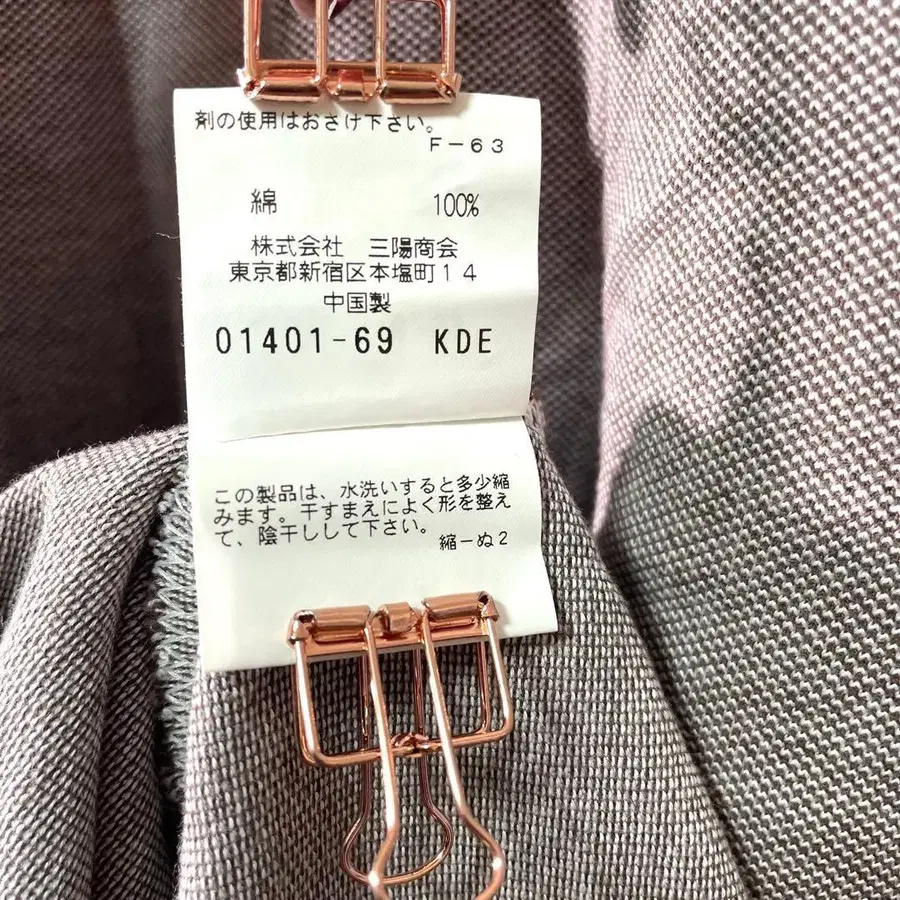 剤の使用はおさけ下さい。
F-63
綿 100%
株式会社 三陽商会
東京都新宿区本塩町14
中国製
01401-69 KDE
この製品は、水洗いすると多少縮
みます。干すまえによく形を整え
て、陰干しして下さい。
縮-ぬ2